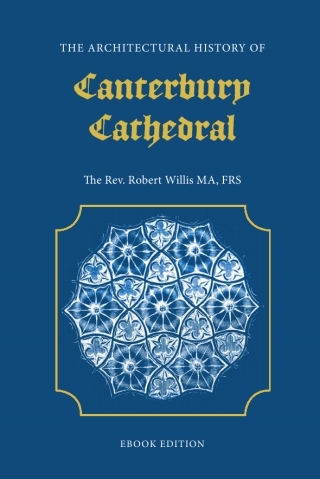 THE ARCHITECTURAL HISTORY OF
Canterbury
Cathedral
The Rev. Robert Willis MA, FRS
EBOOK EDITION